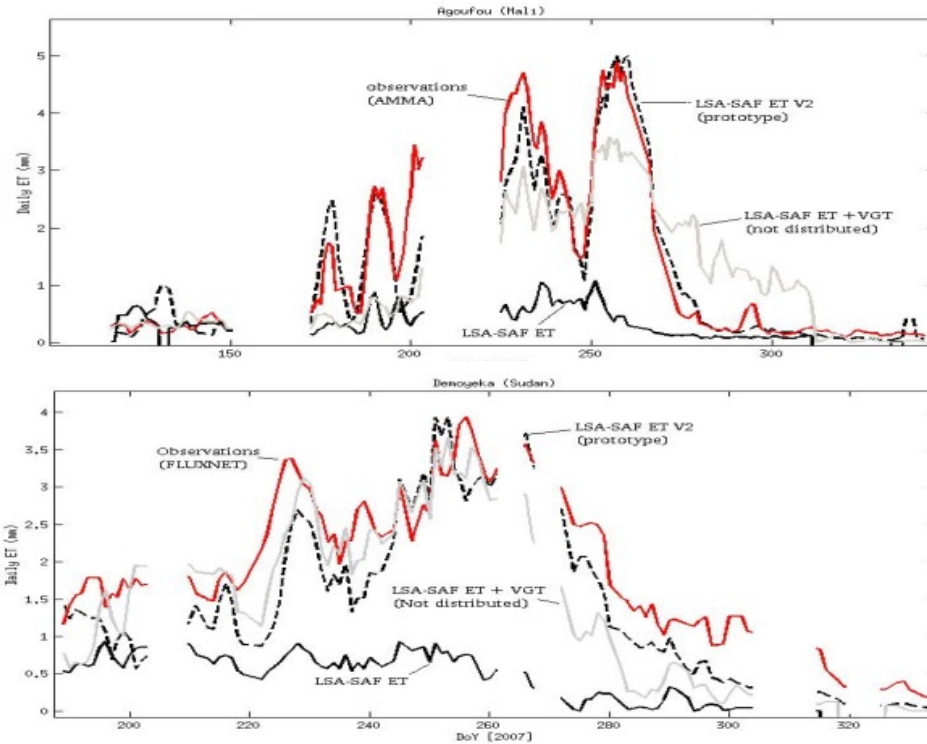 Agoufou (Mali)
5
observations
(AMMA)
LSA-SAF ET V2
(prototype)
4
Daily ET (mm)
3
LSA-SAF ET + VGT
(not distributed)
2
1
LSA-SAF ET
0
150 200 250 300
Demoyeka (Sudan)
4
LSA-SAF ET V2
(prototype)
3.5
Observations
(FLUXNET)
3
2.5
Daily ET (mm)
2
LSA-SAF ET + VGT
(Not distributed)
1.5
1
LSA-SAF ET
0.5
0
200 220 240 260 280 300 320
DoY [2007]